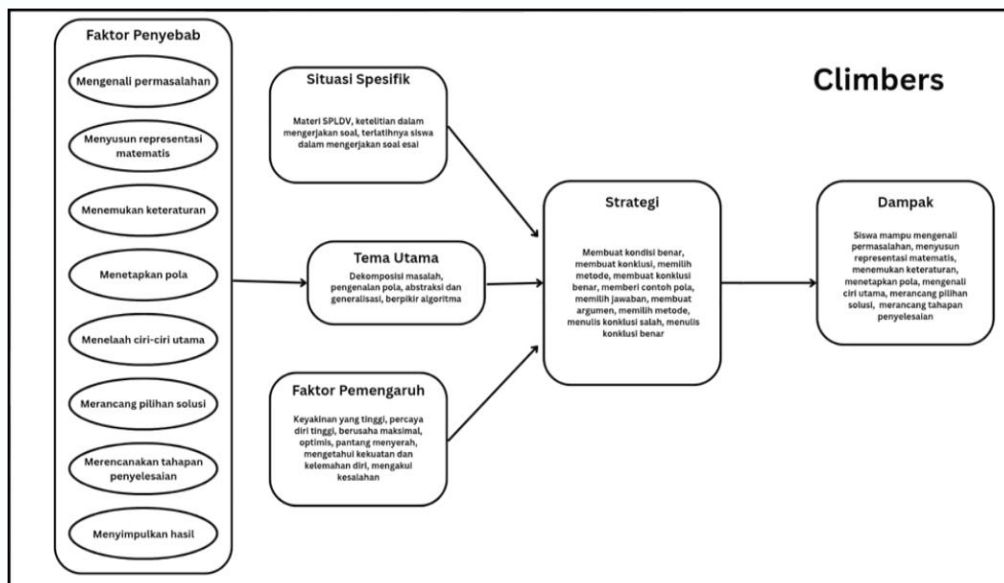 Faktor Penyebab
Mengenali permasalahan
Menyusun representasi
matematis
Menemukan keteraturan
Menetapkan pola
Menelaah ciri-ciri utama
Merancang pilihan solusi
Merencanakan tahapan
penyelesaian
Menyimpulkan hasil
Situasi Spesifik
Materi SPLDV, ketelitian dalam
mengerjakan soal, terlatihnya siswa
dalam mengerjakan soal esai
Tema Utama
Dekomposisi masalah,
pengenalan pola, abstraksi dan
generalisasi, berpikir algoritma
Faktor Pemengaruh
Keyakinan yang tinggi, percaya
diri tinggi, berusaha maksimal,
optimis, pantang menyerah,
mengetahui kekuatan dan
kelemahan diri, mengakui
kesalahan
Strategi
Membuat kondisi benar,
membuat konklusi, memilih
metode, membuat konklusi
benar, memberi contoh pola,
memilih jawaban, membuat
argumen, memilih metode,
menulis konklusi salah, menulis
konklusi benar
Climbers
Dampak
Siswa mampu mengenali
permasalahan, menyusun
representasi matematis,
menemukan keteraturan,
menetapkan pola, mengenali
ciri utama, merancang pilihan
solusi, merancang tahapan
penyelesaian